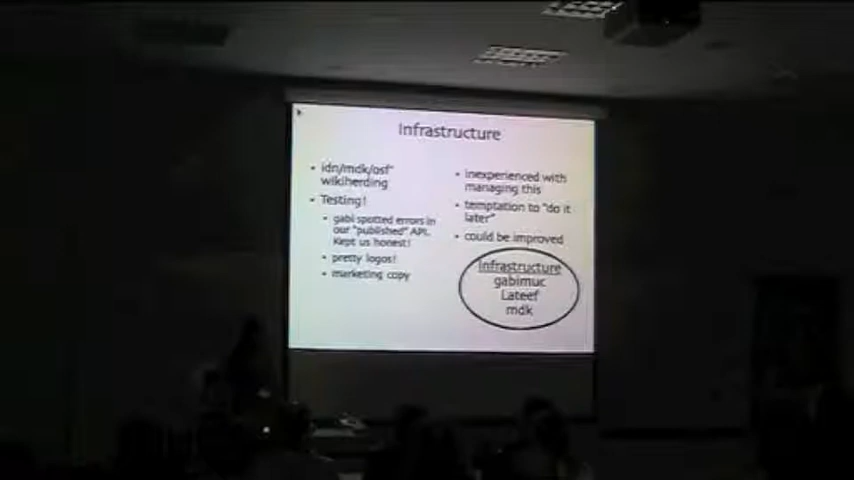 Infrastructure
idn/mdk/osf"
wikiherding
Testing!
gabi spotted errors in
our "published" API.
Kept us honest!
pretty logos!
marketing copy
inexperienced with
managing this
temptation to "do it
later"
could be improved
Infrastructure
gabimuc
Lateef
mdk